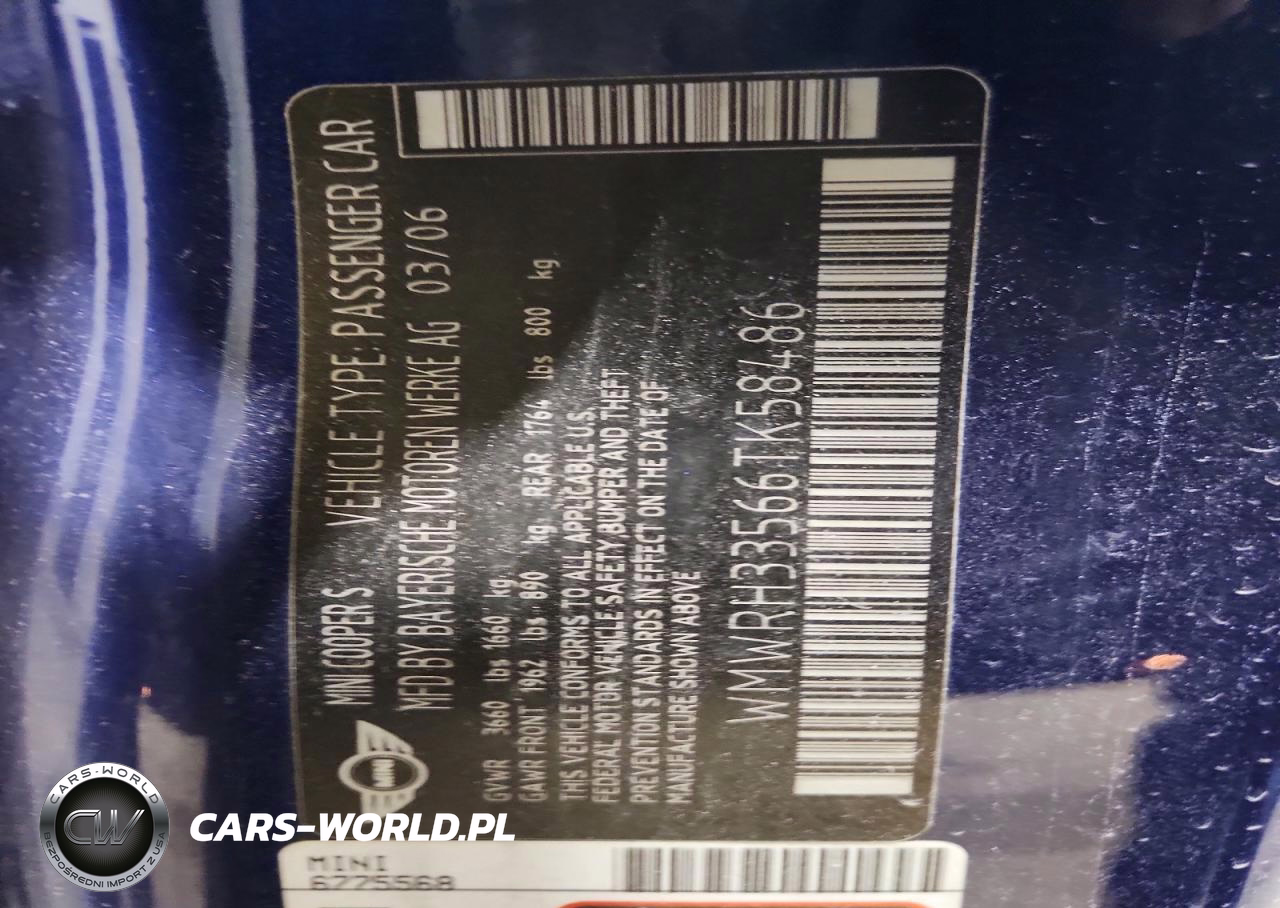 MINI COOPER S VEHICLE TYPE: PASSENGER CAR
MFD BY BAYERISCHE MOTOREN WERKE AG 03/06
GVWR 3660 lbs 1660 kg
GAWR FRONT 1962 lbs 890 kg REAR 1764 lbs 800 kg
THIS VEHICLE CONFORMS TO ALL APPLICABLE U.S.
FEDERAL MOTOR VEHICLE SAFETY, BUMPER AND THEFT
PREVENTION STANDARDS IN EFFECT ON THE DATE OF
MANUFACTURE SHOWN ABOVE
WMWRH33566TK58486
MINI
6775568
CARS-WORLD
CW
BEZPOŚREDNI IMPORT Z USA
CARS-WORLD.PL